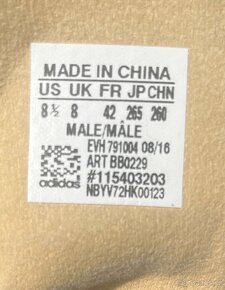 MADE IN CHINA
US UK FR JP CHN
8½ 8 42 265 260
MALE/MÂLE
EVH 791004 08/16
ART BB0229
#115403203
adidas
NBYV72HK00123